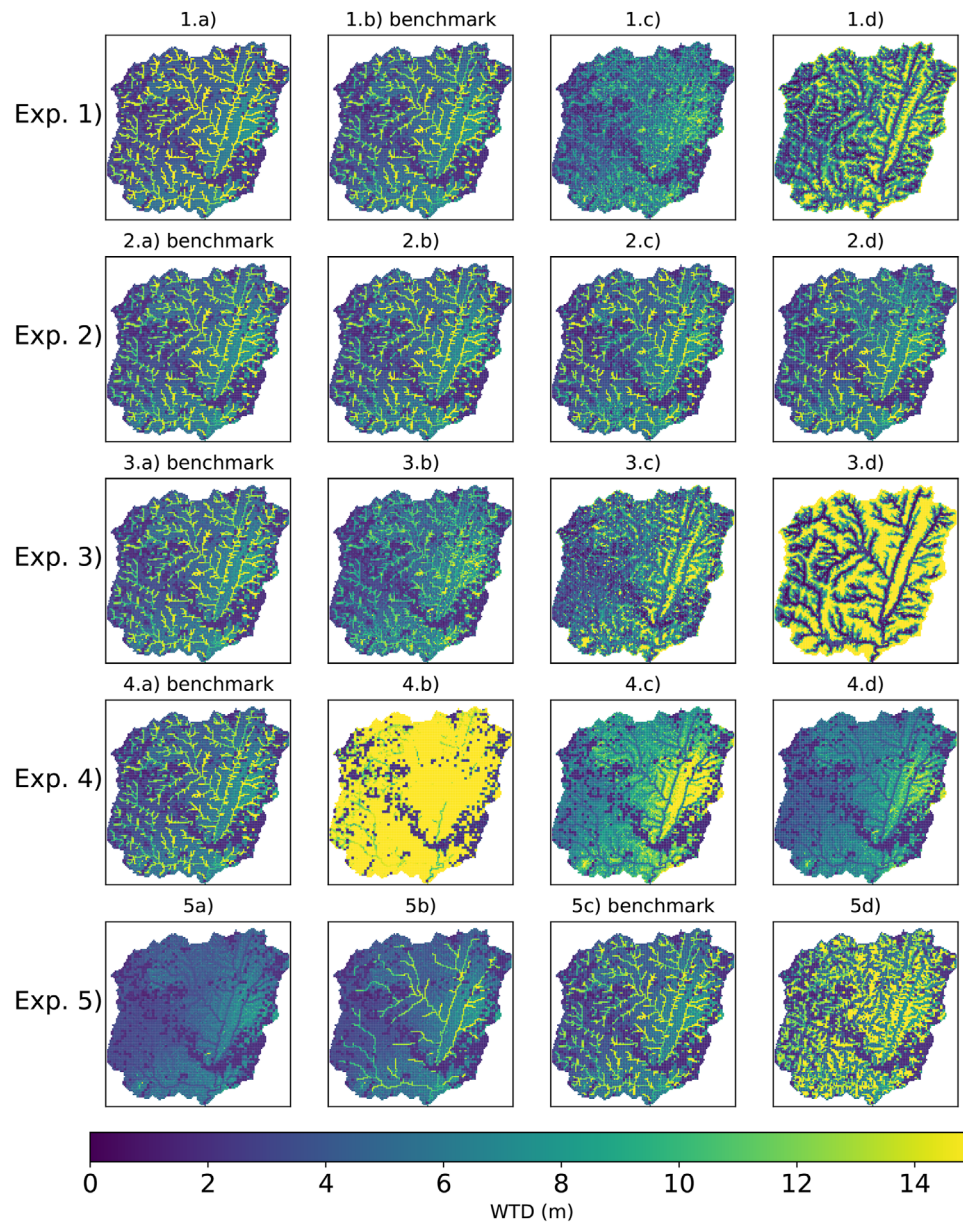 1.a) 1.b) benchmark 1.c) 1.d)
Exp. 1)
2.a) benchmark 2.b) 2.c) 2.d)
Exp. 2)
3.a) benchmark 3.b) 3.c) 3.d)
Exp. 3)
4.a) benchmark 4.b) 4.c) 4.d)
Exp. 4)
5a) 5b) 5c) benchmark 5d)
Exp. 5)
0 2 4 6 8 10 12 14
WTD (m)